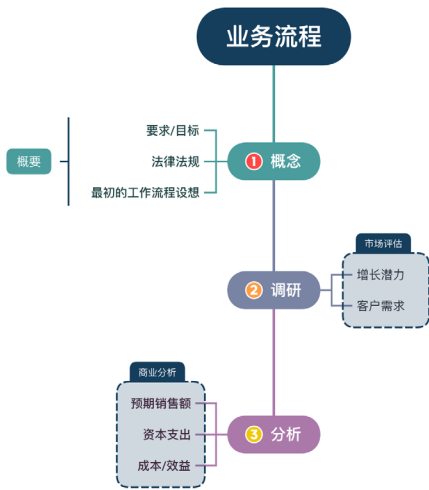 业务流程
要求/目标
法律法规
最初的工作流程设想
概要
1 概念
市场评估
增长潜力
客户需求
2 调研
商业分析
预期销售额
资本支出
成本/效益
3 分析